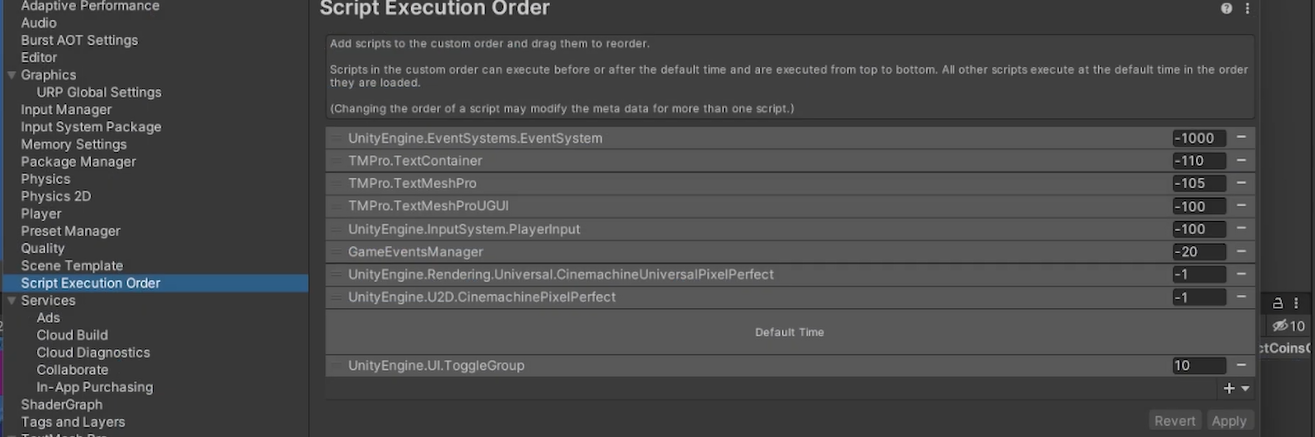 Adaptive Performance
Audio
Burst AOT Settings
Editor
Graphics
URP Global Settings
Input Manager
Input System Package
Memory Settings
Package Manager
Physics
Physics 2D
Player
Preset Manager
Quality
Scene Template
Script Execution Order
Services
Ads
Cloud Build
Cloud Diagnostics
Collaborate
In-App Purchasing
ShaderGraph
Tags and Layers
Script Execution Order
Add scripts to the custom order and drag them to reorder.
Scripts in the custom order can execute before or after the default time and are executed from top to bottom. All other scripts execute at the default time in the order
they are loaded.
(Changing the order of a script may modify the meta data for more than one script.)
UnityEngine.EventSystems.EventSystem -1000
TMPro.TextContainer -110
TMPro.TextMeshPro -105
TMPro.TextMeshProUGUI -100
UnityEngine.InputSystem.PlayerInput -100
GameEventsManager -20
UnityEngine.Rendering.Universal.CinemachineUniversalPixelPerfect -1
UnityEngine.U2D.CinemachinePixelPerfect -1
Default Time
UnityEngine.UI.ToggleGroup 10
Revert Apply
10
ctCoinsC